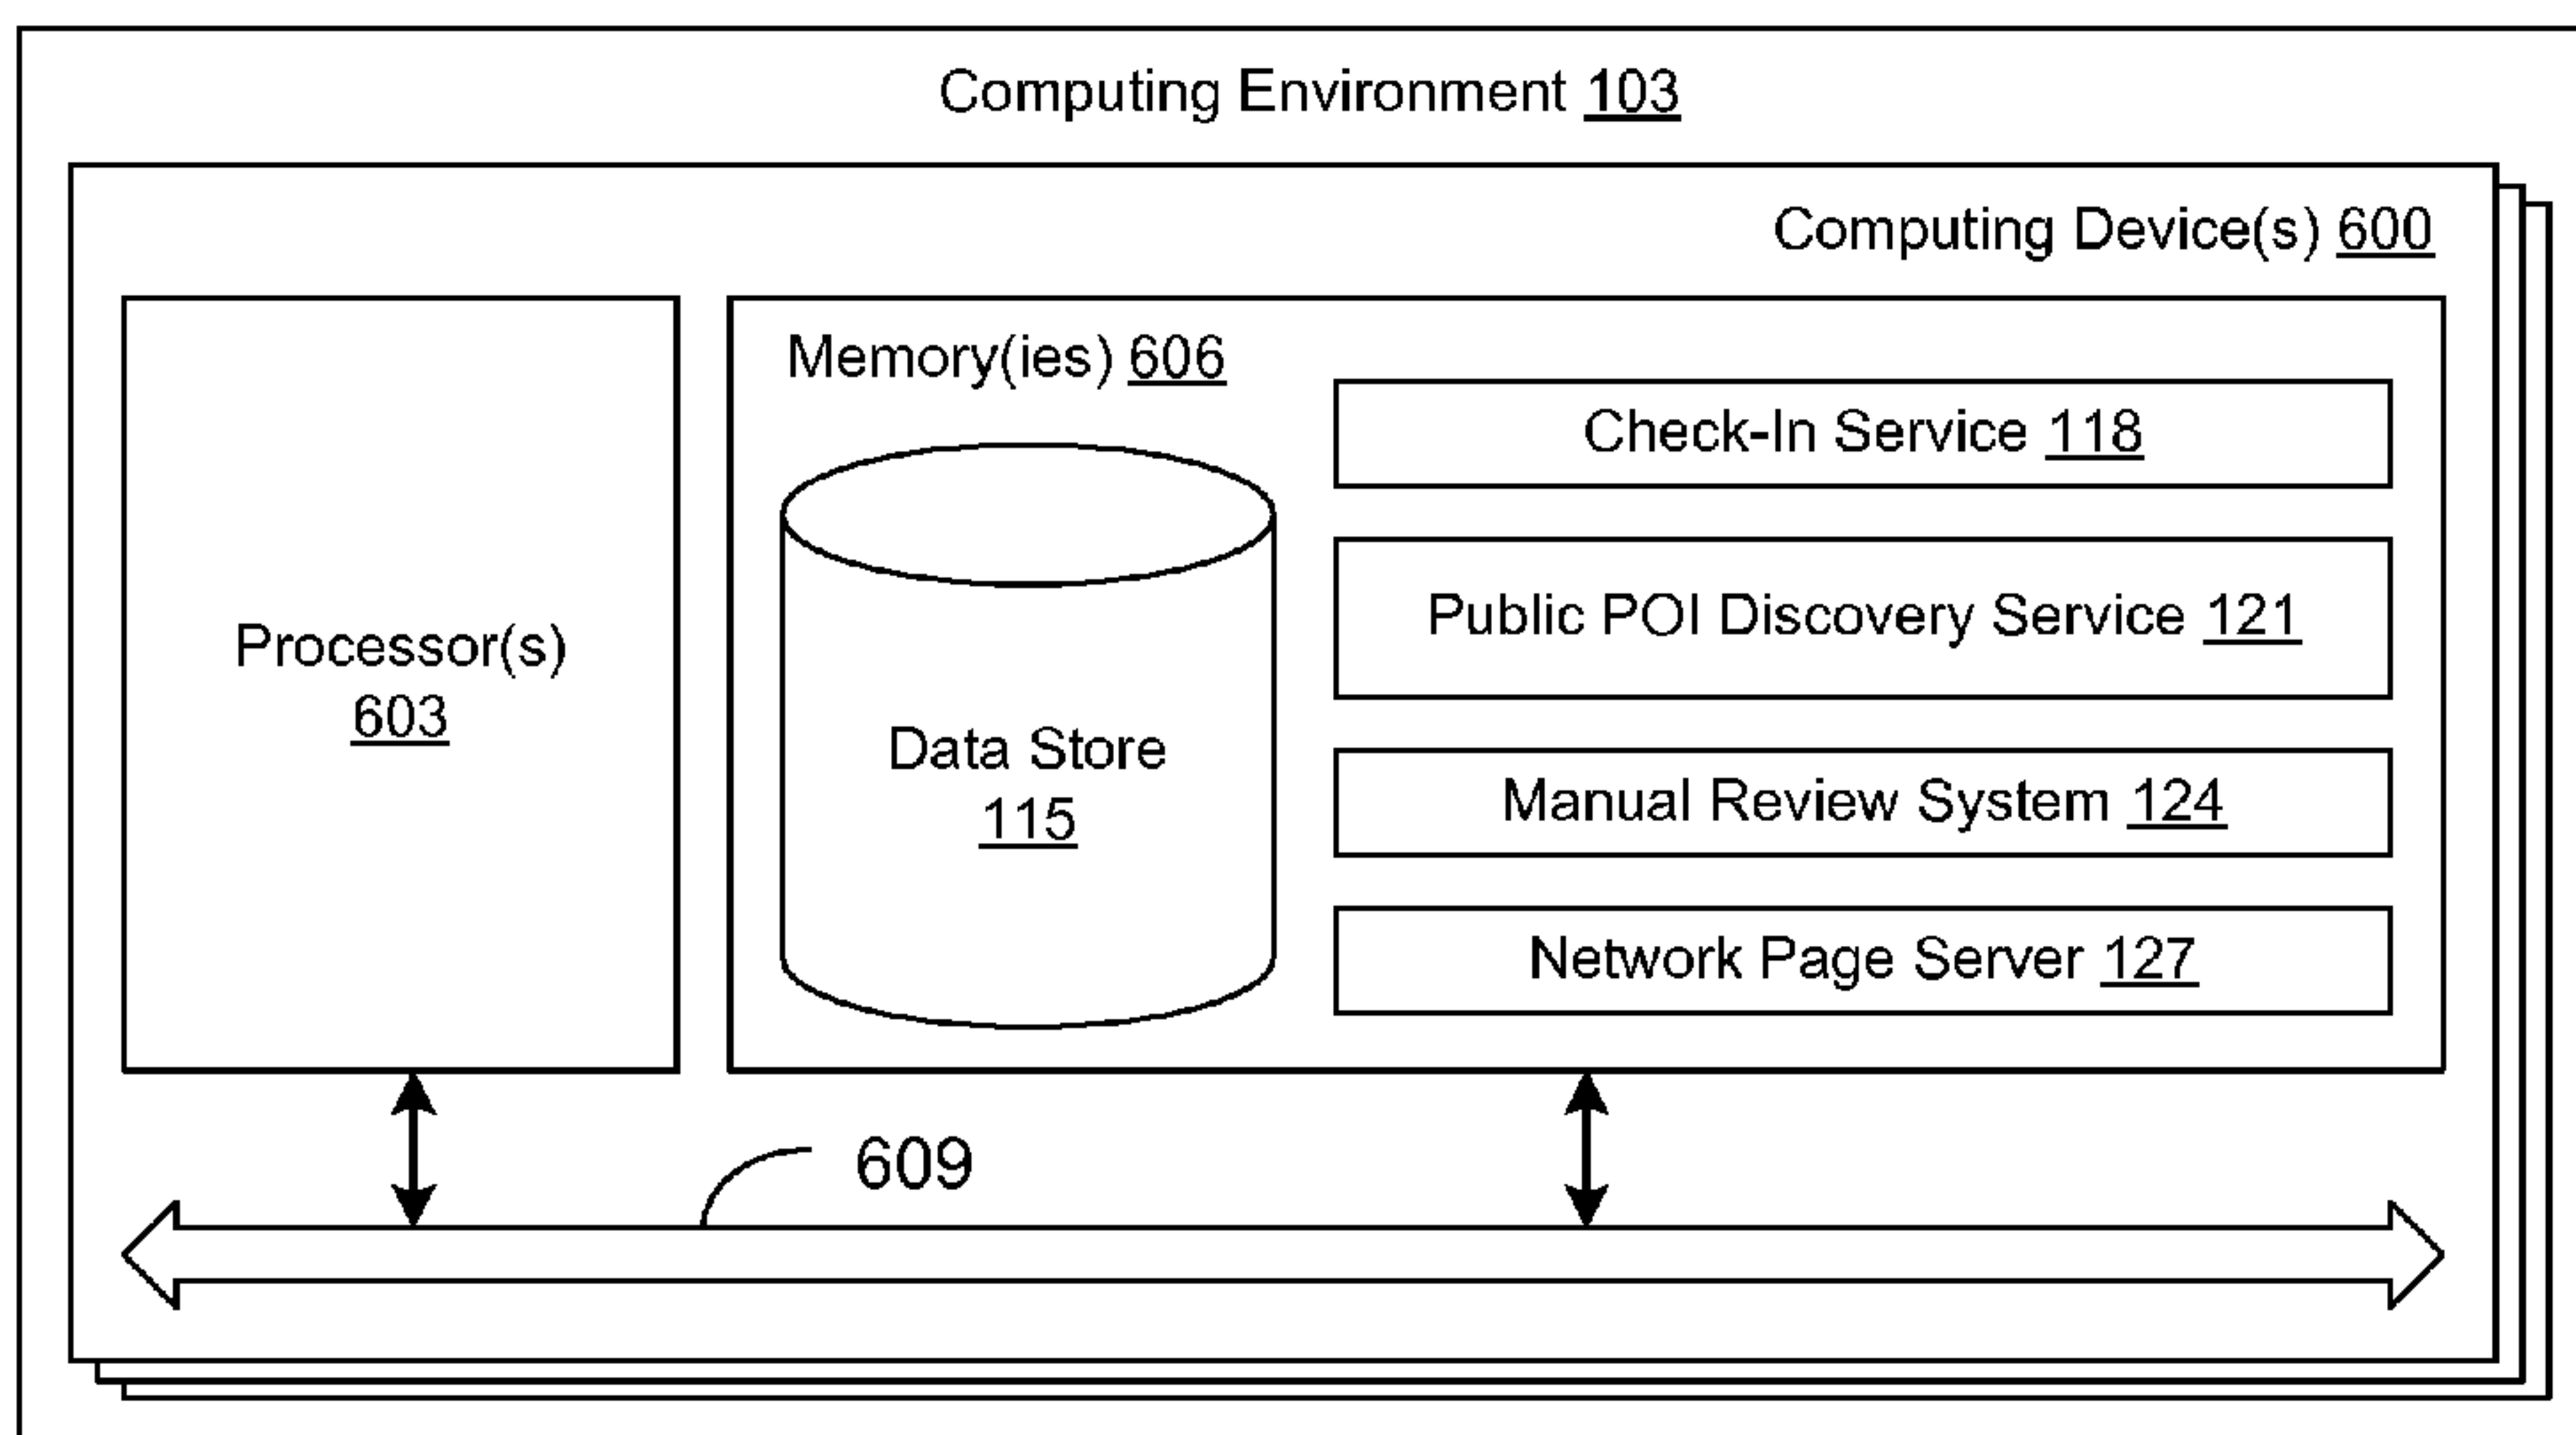 Computing Environment 103
Computing Device(s) 600
Processor(s)
603
Memory(ies) 606
Data Store
115
Check-In Service 118
Public POI Discovery Service 121
Manual Review System 124
Network Page Server 127
609